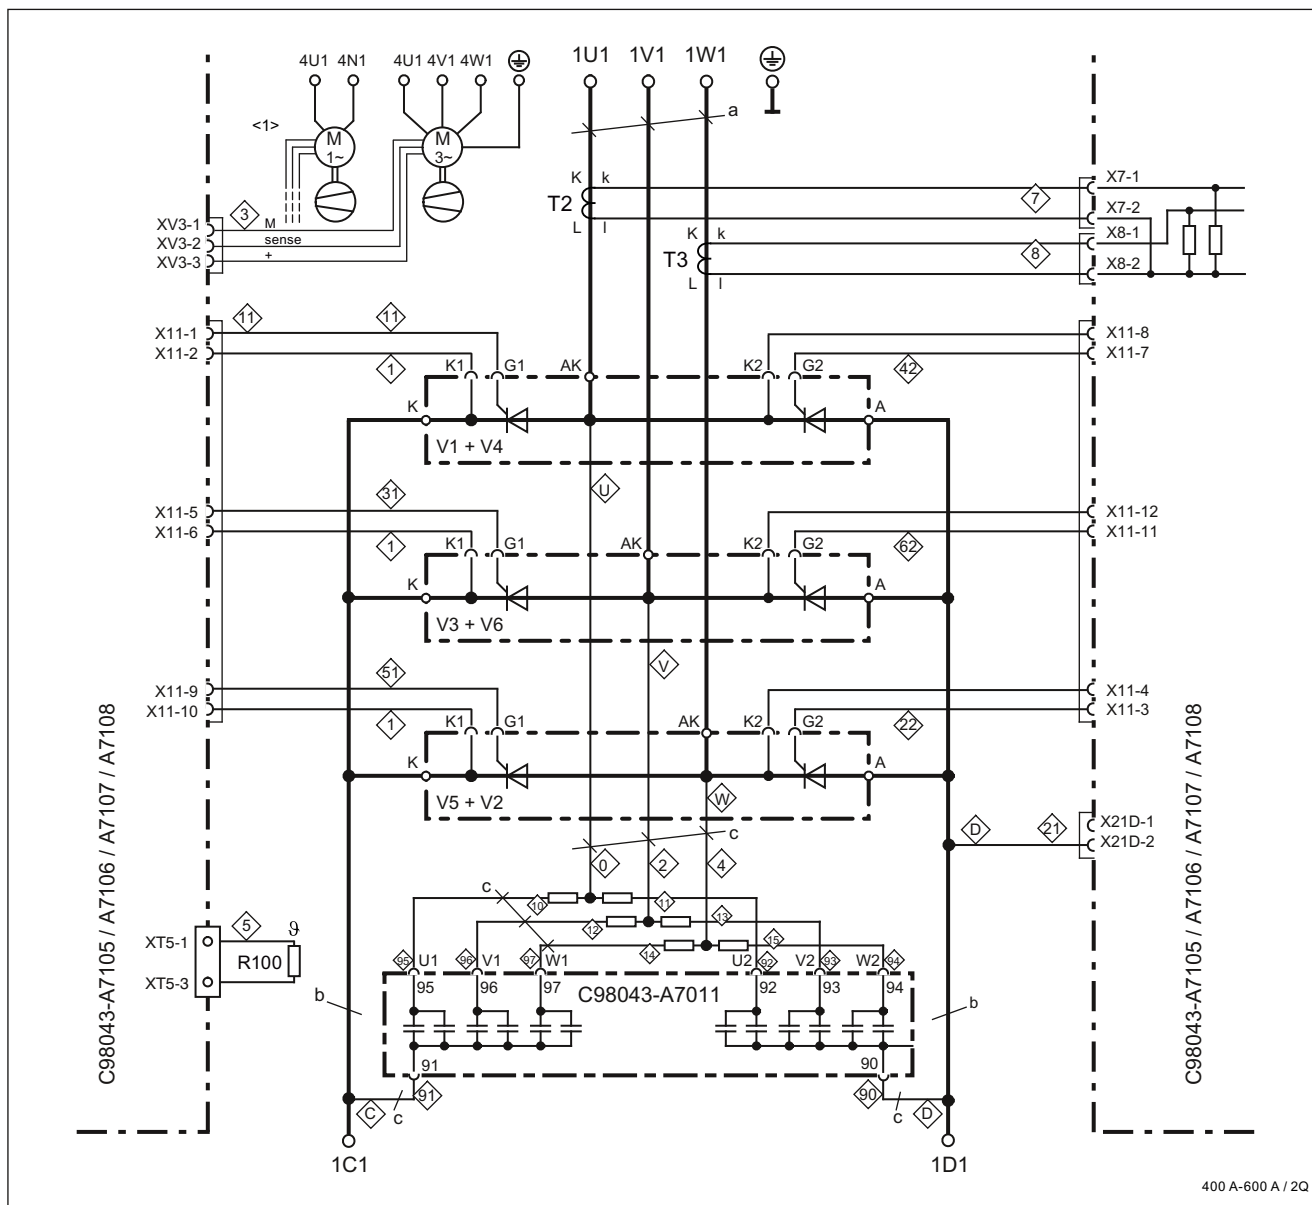 4U1 4N1 4U1 4V1 4W1 1U1 1V1 1W1
<1> M 1~ M 3~ a
K k T2 L l
7 X7-1
X7-2
K k T3 L l
8 X8-1
X8-2
XV3-1 3 M
XV3-2 sense
XV3-3 +
X11-1 11 11
X11-2 1 K1 G1 AK K2 G2 42
X11-8
X11-7
K A
V1 + V4
U
X11-5 31
X11-6 1 K1 G1 AK K2 G2 62
X11-12
X11-11
K A
V3 + V6
V
X11-9 51
X11-10 1 K1 G1 AK K2 G2 22
X11-4
X11-3
K A
V5 + V2
W
c
0 2 4
D 21 X21D-1
X21D-2
c 10 11
12 13
14 15
XT5-1 5 ϑ
R100
XT5-3
95 U1 96 V1 97 W1 U2 92 V2 93 W2 94
95 96 97 C98043-A7011 92 93 94
b b
91 90
91 90
C c c D
1C1 1D1
C98043-A7105 / A7106 / A7107 / A7108
C98043-A7105 / A7106 / A7107 / A7108
400 A-600 A / 2Q